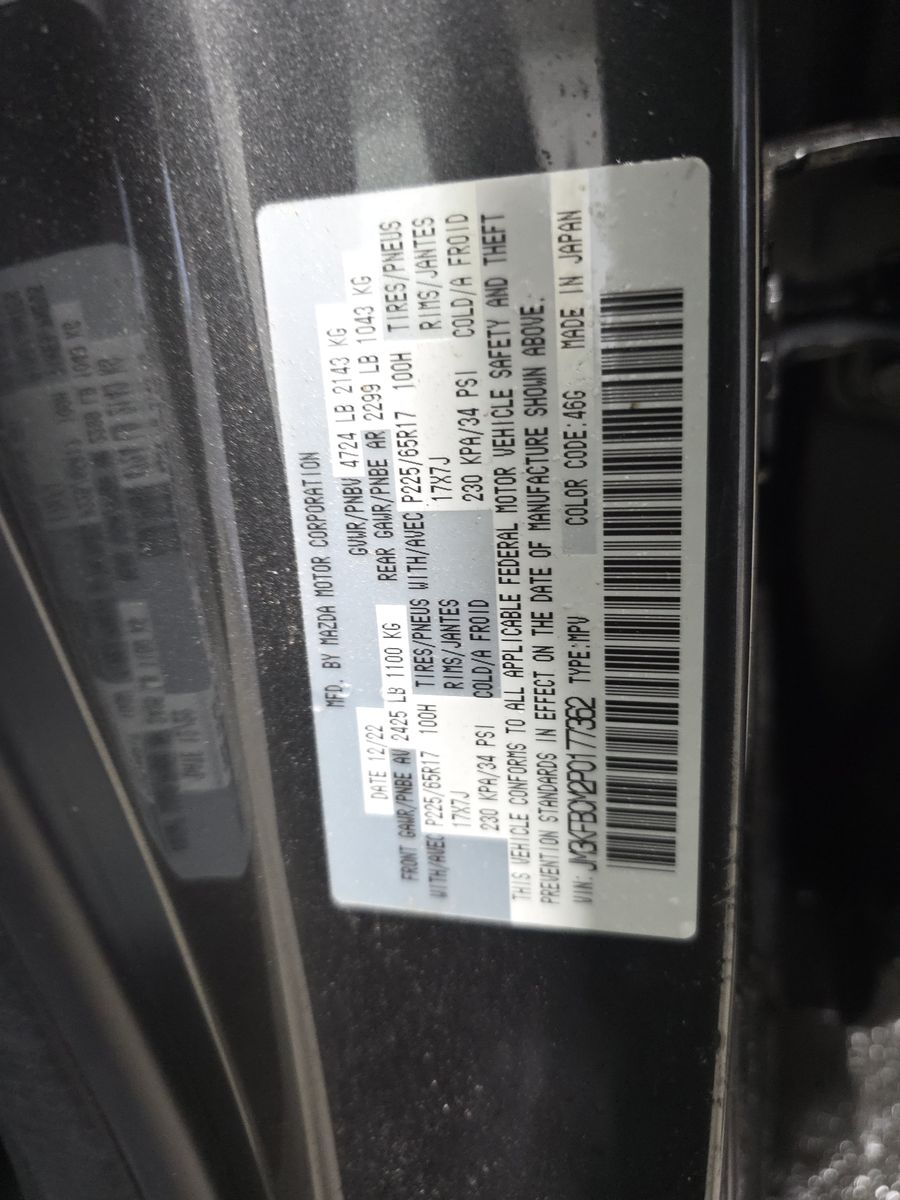 MFD. BY MAZDA MOTOR CORPORATION
DATE 12/22 GVWR/PNBV 4724 LB 2143 KG
FRONT GAWR/PNBE AV 2425 LB 1100 KG REAR GAWR/PNBE AR 2299 LB 1043 KG
WITH/AVEC P225/65R17 100H TIRES/PNEUS WITH/AVEC P225/65R17 100H TIRES/PNEUS
17X7J RIMS/JANTES 17X7J RIMS/JANTES
230 KPA/34 PSI COLD/A FROID 230 KPA/34 PSI COLD/A FROID
THIS VEHICLE CONFORMS TO ALL APPLICABLE FEDERAL MOTOR VEHICLE SAFETY AND THEFT
PREVENTION STANDARDS IN EFFECT ON THE DATE OF MANUFACTURE SHOWN ABOVE.
VIN: JM3KFBCM2P0177362 TYPE:MPV COLOR CODE:46G MADE IN JAPAN